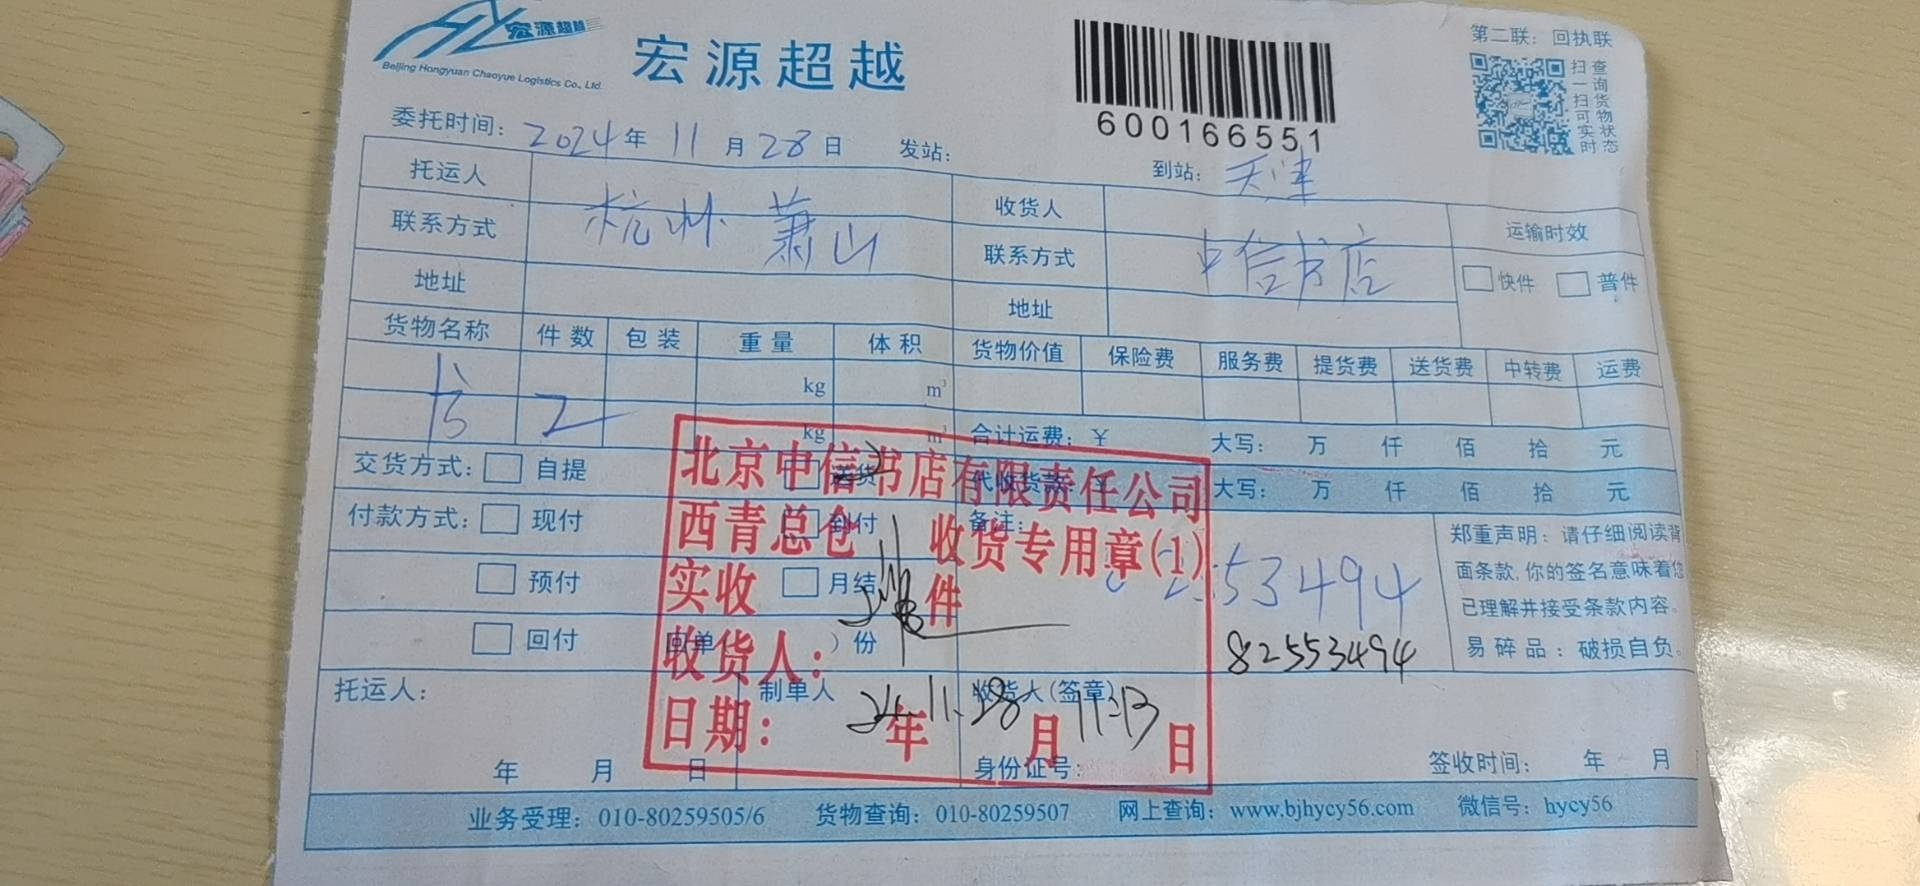 宏源超越
Beijing Hongyuan Chaoyue Logistics Co., Ltd.
宏源超越
600166551
第二联：回执联
扫一扫可实时
查询货物状态
委托时间：2024年11月28日 发站： 到站：天津
托运人 杭州 萧山 收货人 中信书店 运输时效
联系方式 联系方式 快件 普件
地址 地址
货物名称 件数 包装 重量 体积 货物价值 保险费 服务费 提货费 送货费 中转费 运费
kg m³
书 2 kg m³ 合计运费：¥ 大写： 万 仟 佰 拾 元
交货方式： 自提 送货 代收货款：¥ 大写： 万 仟 佰 拾 元
付款方式： 现付 到付 备注：
预付 月结
回付 回单 ）份
53494
82553494
郑重声明：请仔细阅读背
面条款,你的签名意味着您
已理解并接受条款内容。
易碎品：破损自负。
北京中信书店有限责任公司
西青总仓 收货专用章(1)
实收 件
收货人：
日期： 24年11.28月11:13日
托运人： 制单人 收货人(签章)
年 月 日 身份证号： 签收时间： 年 月
业务受理：010-80259505/6 货物查询：010-80259507 网上查询：www.bjhycy56.com 微信号：hycy56